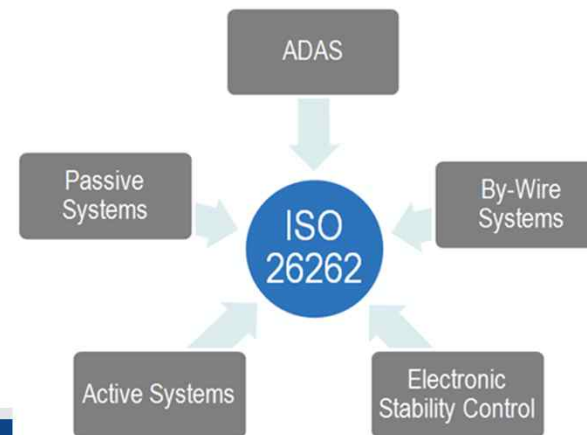 ADAS
Passive
Systems
By-Wire
Systems
ISO
26262
Active Systems
Electronic
Stability Control